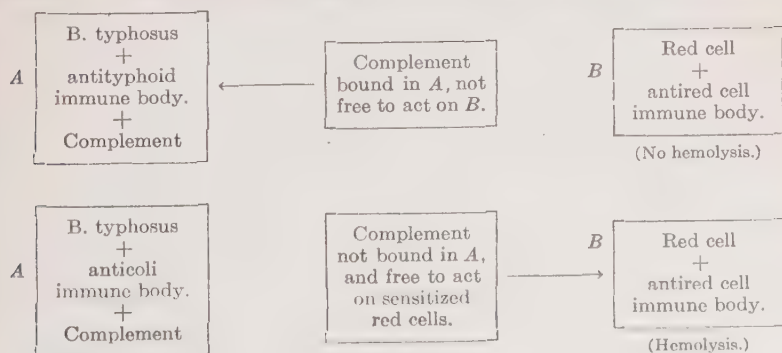 A
B. typhosus
+
antityphoid
immune body.
+
Complement
Complement
bound in A, not
free to act on B.
B
Red cell
+
antired cell
immune body.
(No hemolysis.)
A
B. typhosus
+
anticoli
immune body.
+
Complement
Complement
not bound in A,
and free to act
on sensitized
red cells.
B
Red cell
+
antired cell
immune body.
(Hemolysis.)